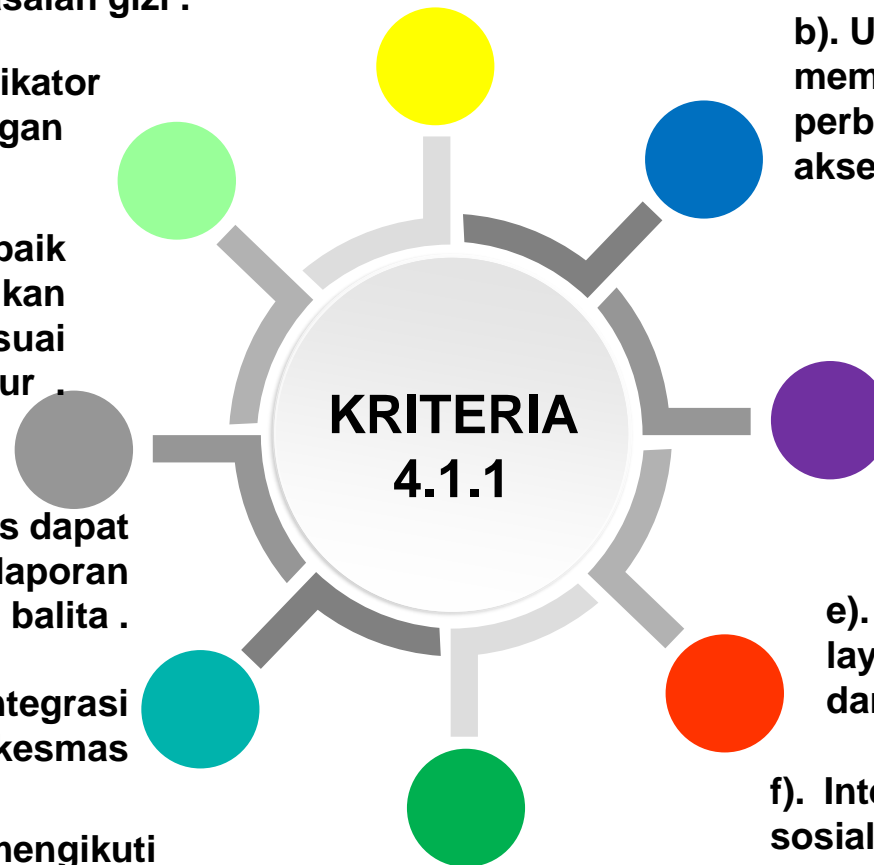 asalah gizi .
ikator
gan
baik
kan
suai
ur .
s dapat
laporan
balita .
ntegrasi
kesmas
mengikuti
KRITERIA
4.1.1
b). U
mem
perb
akse
e).
lay
dar
f). Inte
sosial